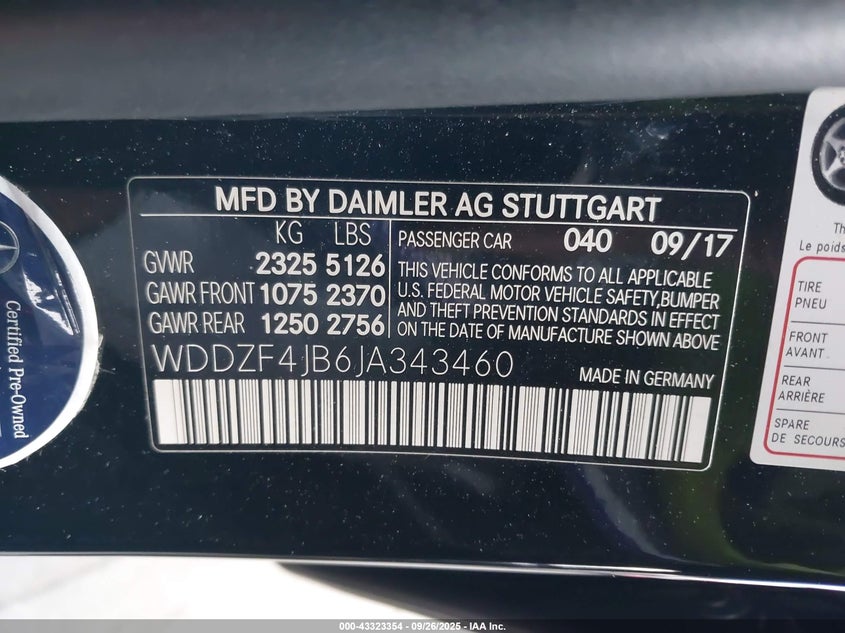 MFD BY DAIMLER AG STUTTGART
KG LBS
GVWR 2325 5126
GAWR FRONT 1075 2370
GAWR REAR 1250 2756
PASSENGER CAR 040 09/17
THIS VEHICLE CONFORMS TO ALL APPLICABLE
U.S. FEDERAL MOTOR VEHICLE SAFETY,BUMPER
AND THEFT PREVENTION STANDARDS IN EFFECT
ON THE DATE OF MANUFACTURE SHOWN ABOVE
WDDZF4JB6JA343460
MADE IN GERMANY
Certified Pre-Owned
Le poids
TIRE
PNEU
FRONT
AVANT
REAR
ARRIÈRE
SPARE
DE SECOURS
000-43323354 - 09/26/2025 - IAA Inc.